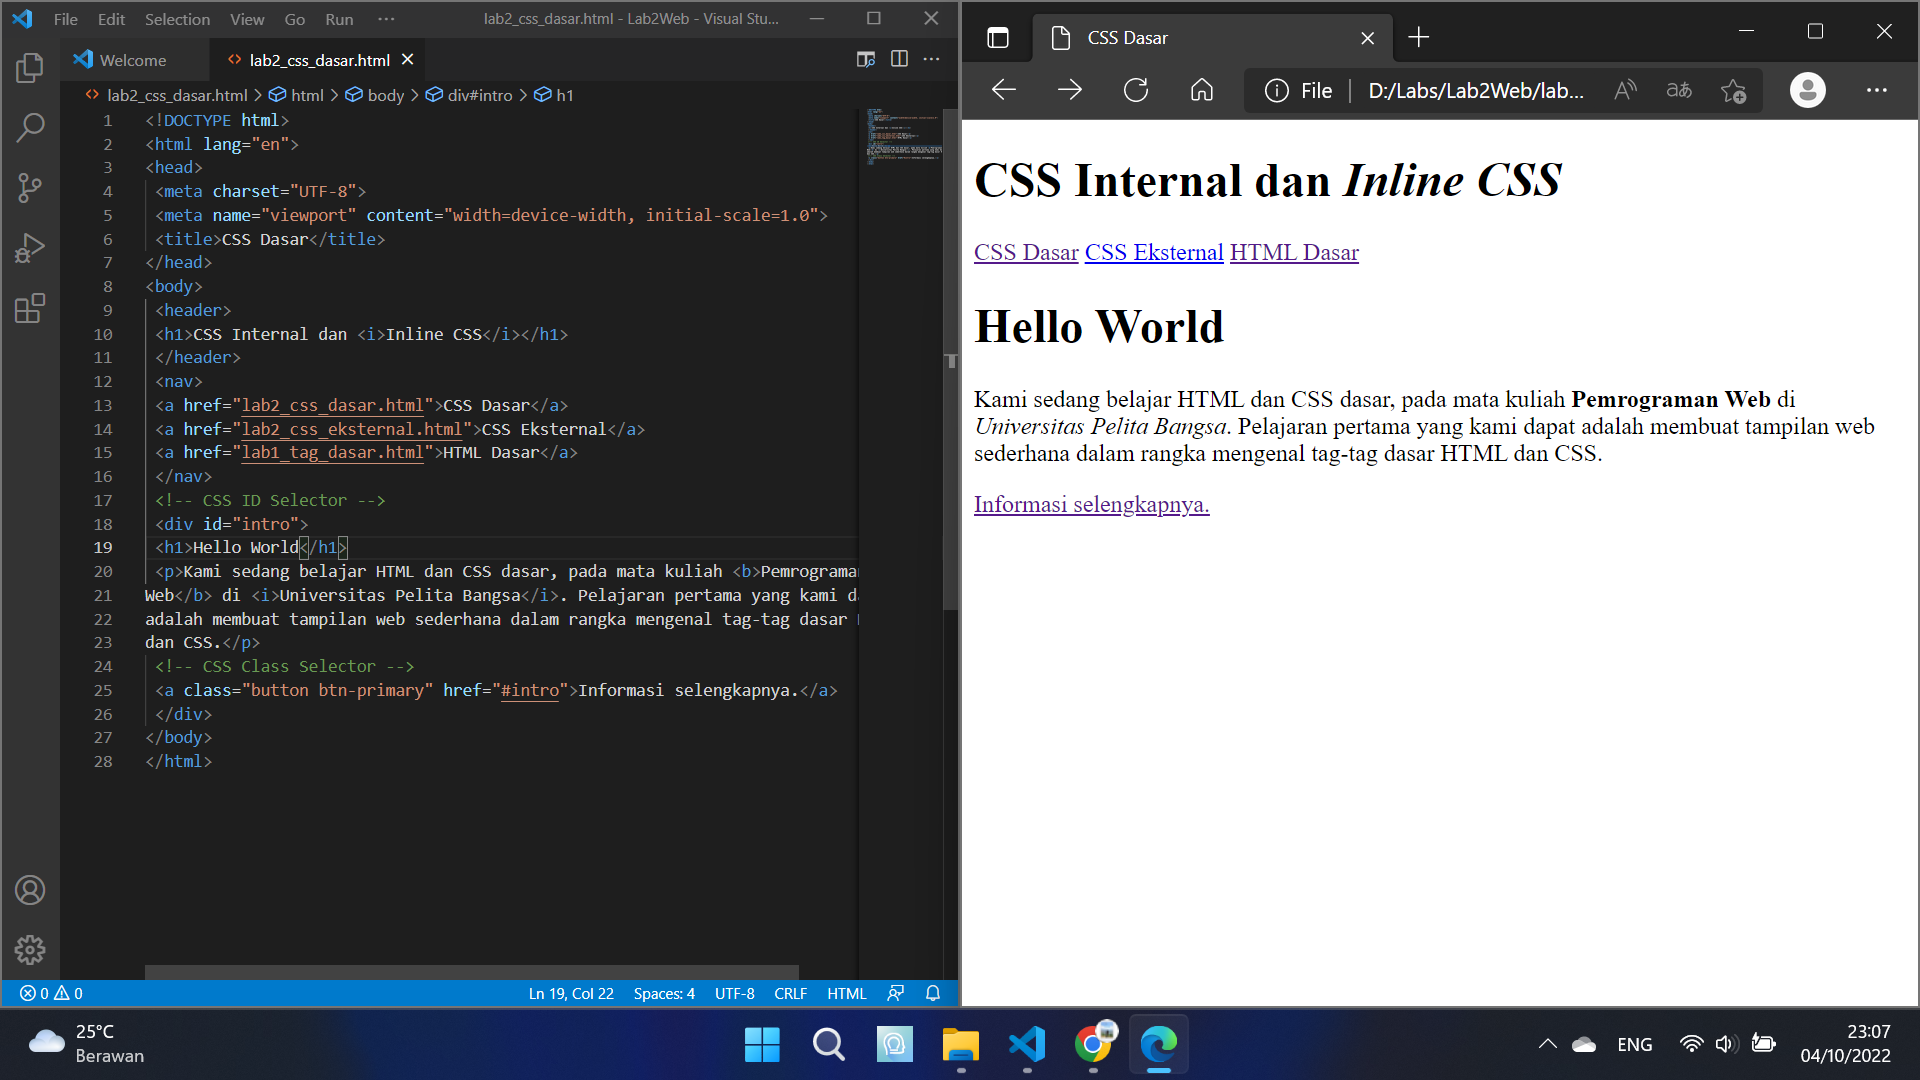 File Edit Selection View Go Run ··· lab2_css_dasar.html - Lab2Web - Visual Stu...
Welcome lab2_css_dasar.html
lab2_css_dasar.html > html > body > div#intro > h1
1 <!DOCTYPE html>
2 <html lang="en">
3 <head>
4 <meta charset="UTF-8">
5 <meta name="viewport" content="width=device-width, initial-scale=1.0">
6 <title>CSS Dasar</title>
7 </head>
8 <body>
9 <header>
10 <h1>CSS Internal dan <i>Inline CSS</i></h1>
11 </header>
12 <nav>
13 <a href="lab2_css_dasar.html">CSS Dasar</a>
14 <a href="lab2_css_eksternal.html">CSS Eksternal</a>
15 <a href="lab1_tag_dasar.html">HTML Dasar</a>
16 </nav>
17 <!-- CSS ID Selector -->
18 <div id="intro">
19 <h1>Hello World</h1>
20 <p>Kami sedang belajar HTML dan CSS dasar, pada mata kuliah <b>Pemrograman
21 Web</b> di <i>Universitas Pelita Bangsa</i>. Pelajaran pertama yang kami d
22 adalah membuat tampilan web sederhana dalam rangka mengenal tag-tag dasar
23 dan CSS.</p>
24 <!-- CSS Class Selector -->
25 <a class="button btn-primary" href="#intro">Informasi selengkapnya.</a>
26 </div>
27 </body>
28 </html>
0 0 Ln 19, Col 22 Spaces: 4 UTF-8 CRLF HTML
CSS Dasar
File D:/Labs/Lab2Web/lab...
CSS Internal dan Inline CSS
CSS Dasar CSS Eksternal HTML Dasar
Hello World
Kami sedang belajar HTML dan CSS dasar, pada mata kuliah Pemrograman Web di
Universitas Pelita Bangsa. Pelajaran pertama yang kami dapat adalah membuat tampilan web
sederhana dalam rangka mengenal tag-tag dasar HTML dan CSS.
Informasi selengkapnya.
25°C
Berawan
ENG
23:07
04/10/2022